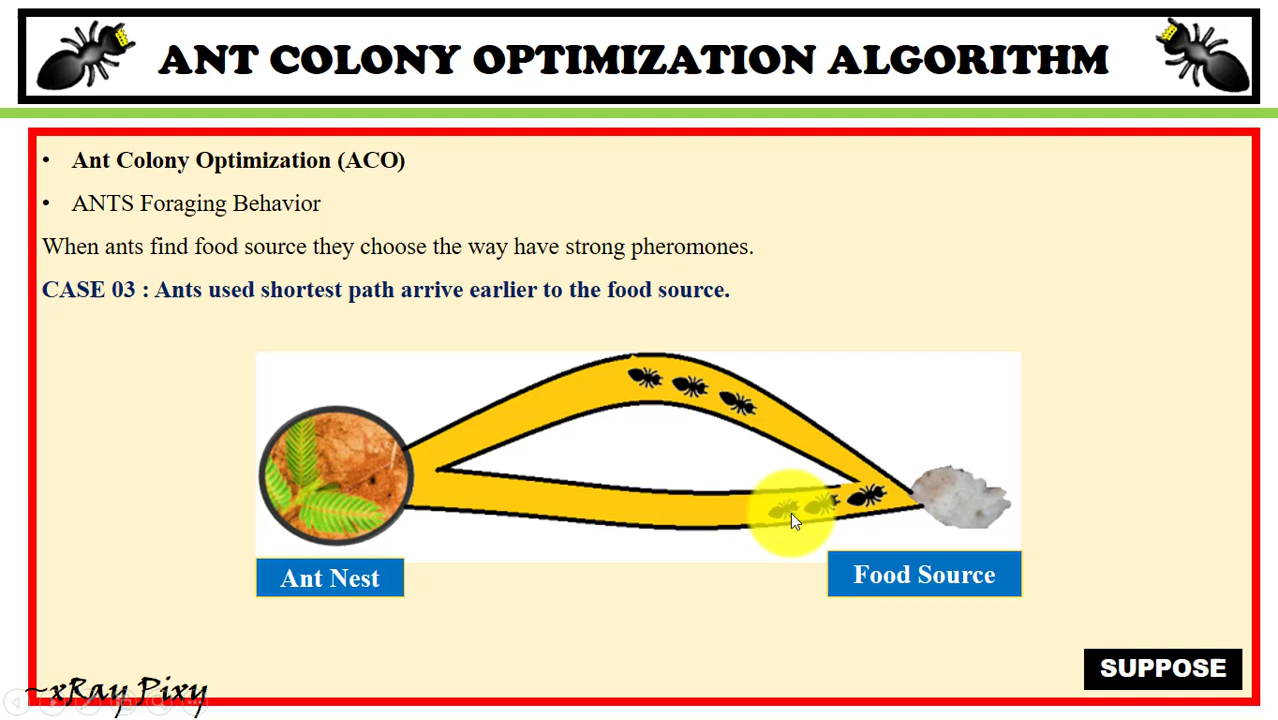 ANT COLONY OPTIMIZATION ALGORITHM
• Ant Colony Optimization (ACO)
• ANTS Foraging Behavior
When ants find food source they choose the way have strong pheromones.
CASE 03 : Ants used shortest path arrive earlier to the food source.
Ant Nest
Food Source
SUPPOSE
~xRay Pixy